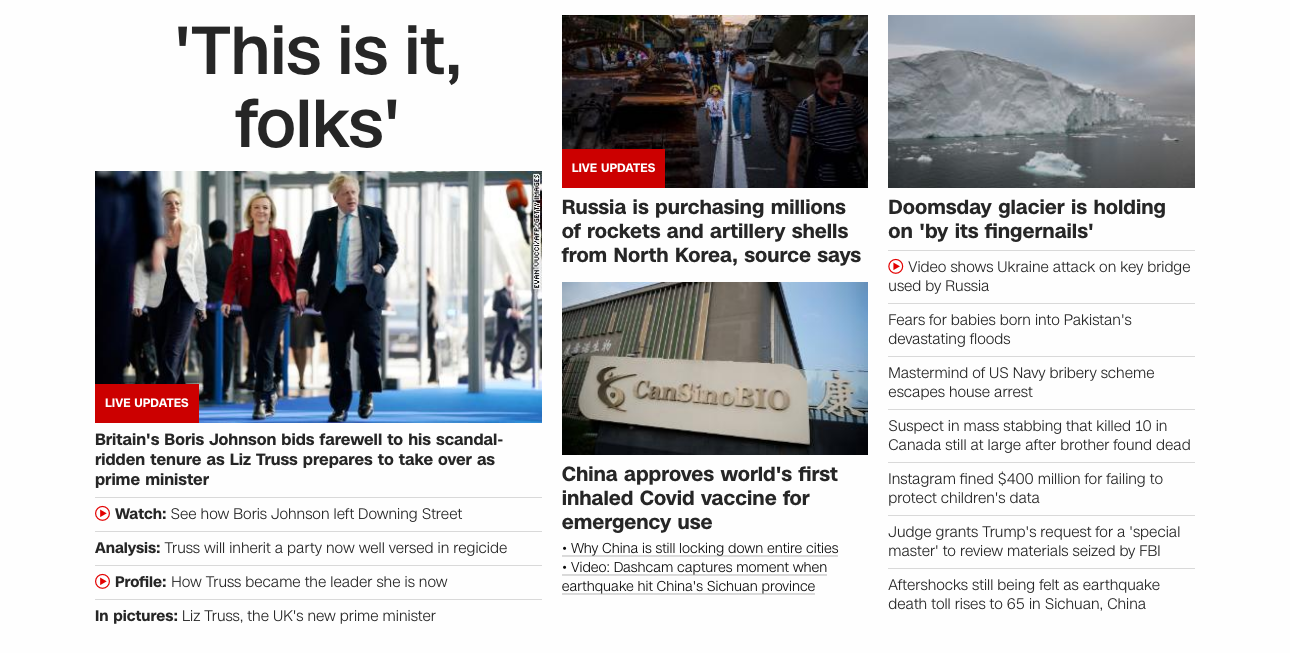 'This is it,
folks'
EVAN VUCCI/AFP/GETTY IMAGES
LIVE UPDATES
Britain's Boris Johnson bids farewell to his scandal-
ridden tenure as Liz Truss prepares to take over as
prime minister
Watch: See how Boris Johnson left Downing Street
Analysis: Truss will inherit a party now well versed in regicide
Profile: How Truss became the leader she is now
In pictures: Liz Truss, the UK's new prime minister
LIVE UPDATES
Russia is purchasing millions
of rockets and artillery shells
from North Korea, source says
CanSinoBIO
康
China approves world's first
inhaled Covid vaccine for
emergency use
• Why China is still locking down entire cities
• Video: Dashcam captures moment when
earthquake hit China's Sichuan province
Doomsday glacier is holding
on 'by its fingernails'
Video shows Ukraine attack on key bridge
used by Russia
Fears for babies born into Pakistan's
devastating floods
Mastermind of US Navy bribery scheme
escapes house arrest
Suspect in mass stabbing that killed 10 in
Canada still at large after brother found dead
Instagram fined $400 million for failing to
protect children's data
Judge grants Trump's request for a 'special
master' to review materials seized by FBI
Aftershocks still being felt as earthquake
death toll rises to 65 in Sichuan, China